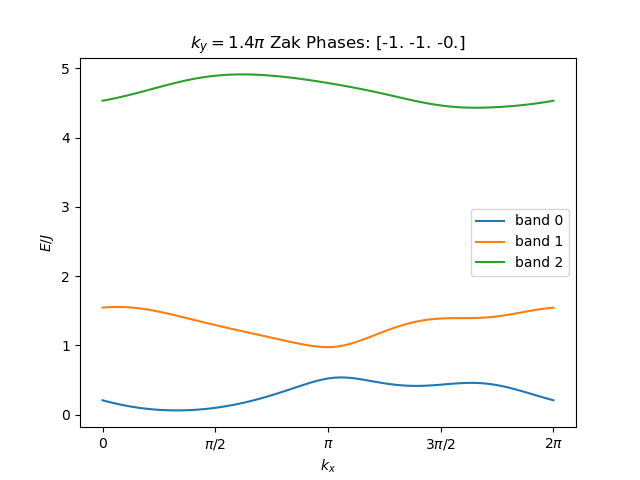 $k_y = 1.4\pi$ Zak Phases: [-1. -1. -0.]
5
4
3
2
1
0
E/J
band 0
band 1
band 2
0
π/2
π
3π/2
2π
$k_x$